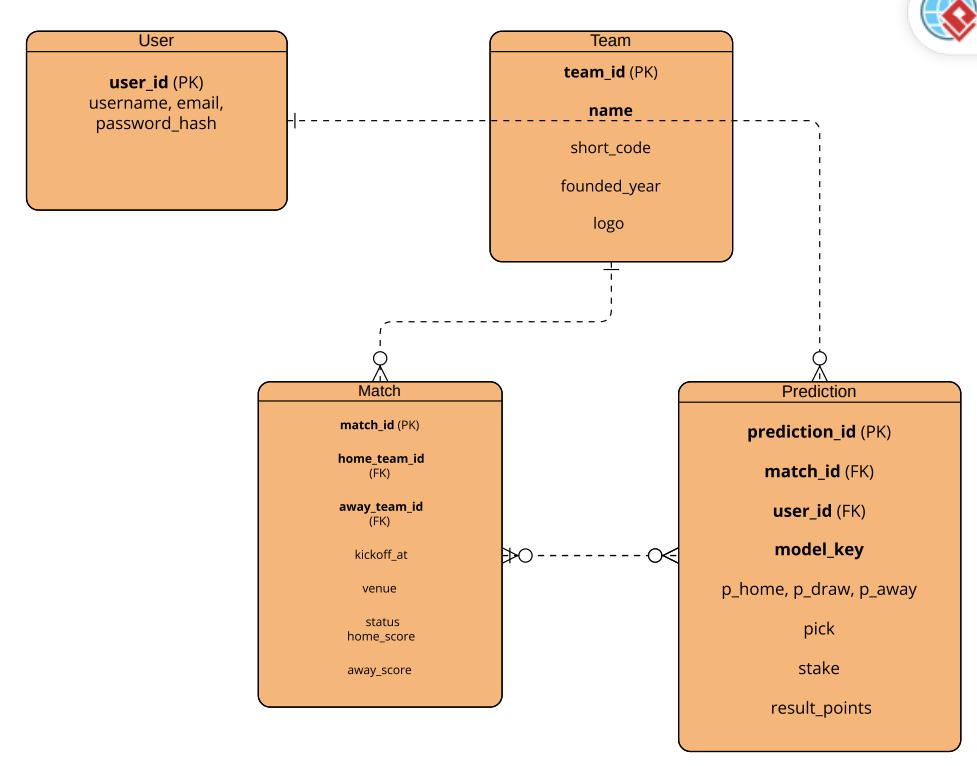 User
user_id (PK)
username, email,
password_hash
Team
team_id (PK)
name
short_code
founded_year
logo
Match
match_id (PK)
home_team_id
(FK)
away_team_id
(FK)
kickoff_at
venue
status
home_score
away_score
Prediction
prediction_id (PK)
match_id (FK)
user_id (FK)
model_key
p_home, p_draw, p_away
pick
stake
result_points